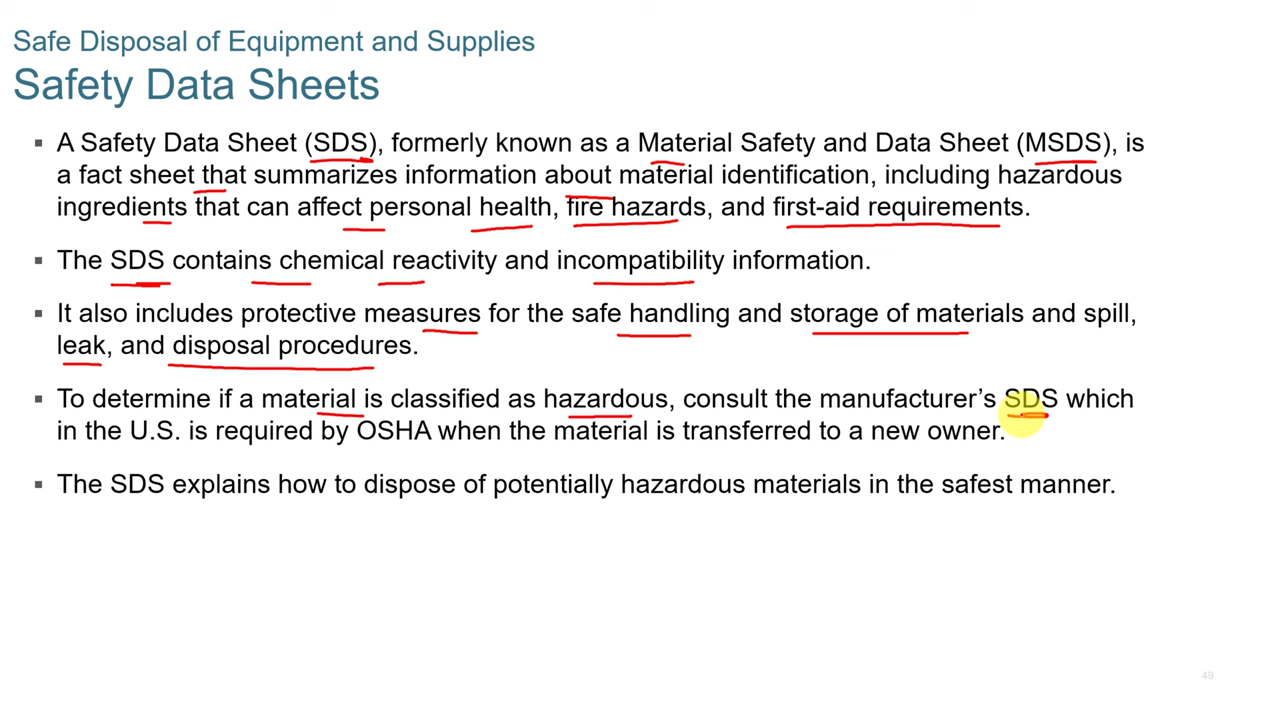 Safe Disposal of Equipment and Supplies
Safety Data Sheets
▪ A Safety Data Sheet (SDS), formerly known as a Material Safety and Data Sheet (MSDS), is
a fact sheet that summarizes information about material identification, including hazardous
ingredients that can affect personal health, fire hazards, and first-aid requirements.
▪ The SDS contains chemical reactivity and incompatibility information.
▪ It also includes protective measures for the safe handling and storage of materials and spill,
leak, and disposal procedures.
▪ To determine if a material is classified as hazardous, consult the manufacturer’s SDS which
in the U.S. is required by OSHA when the material is transferred to a new owner.
▪ The SDS explains how to dispose of potentially hazardous materials in the safest manner.
49